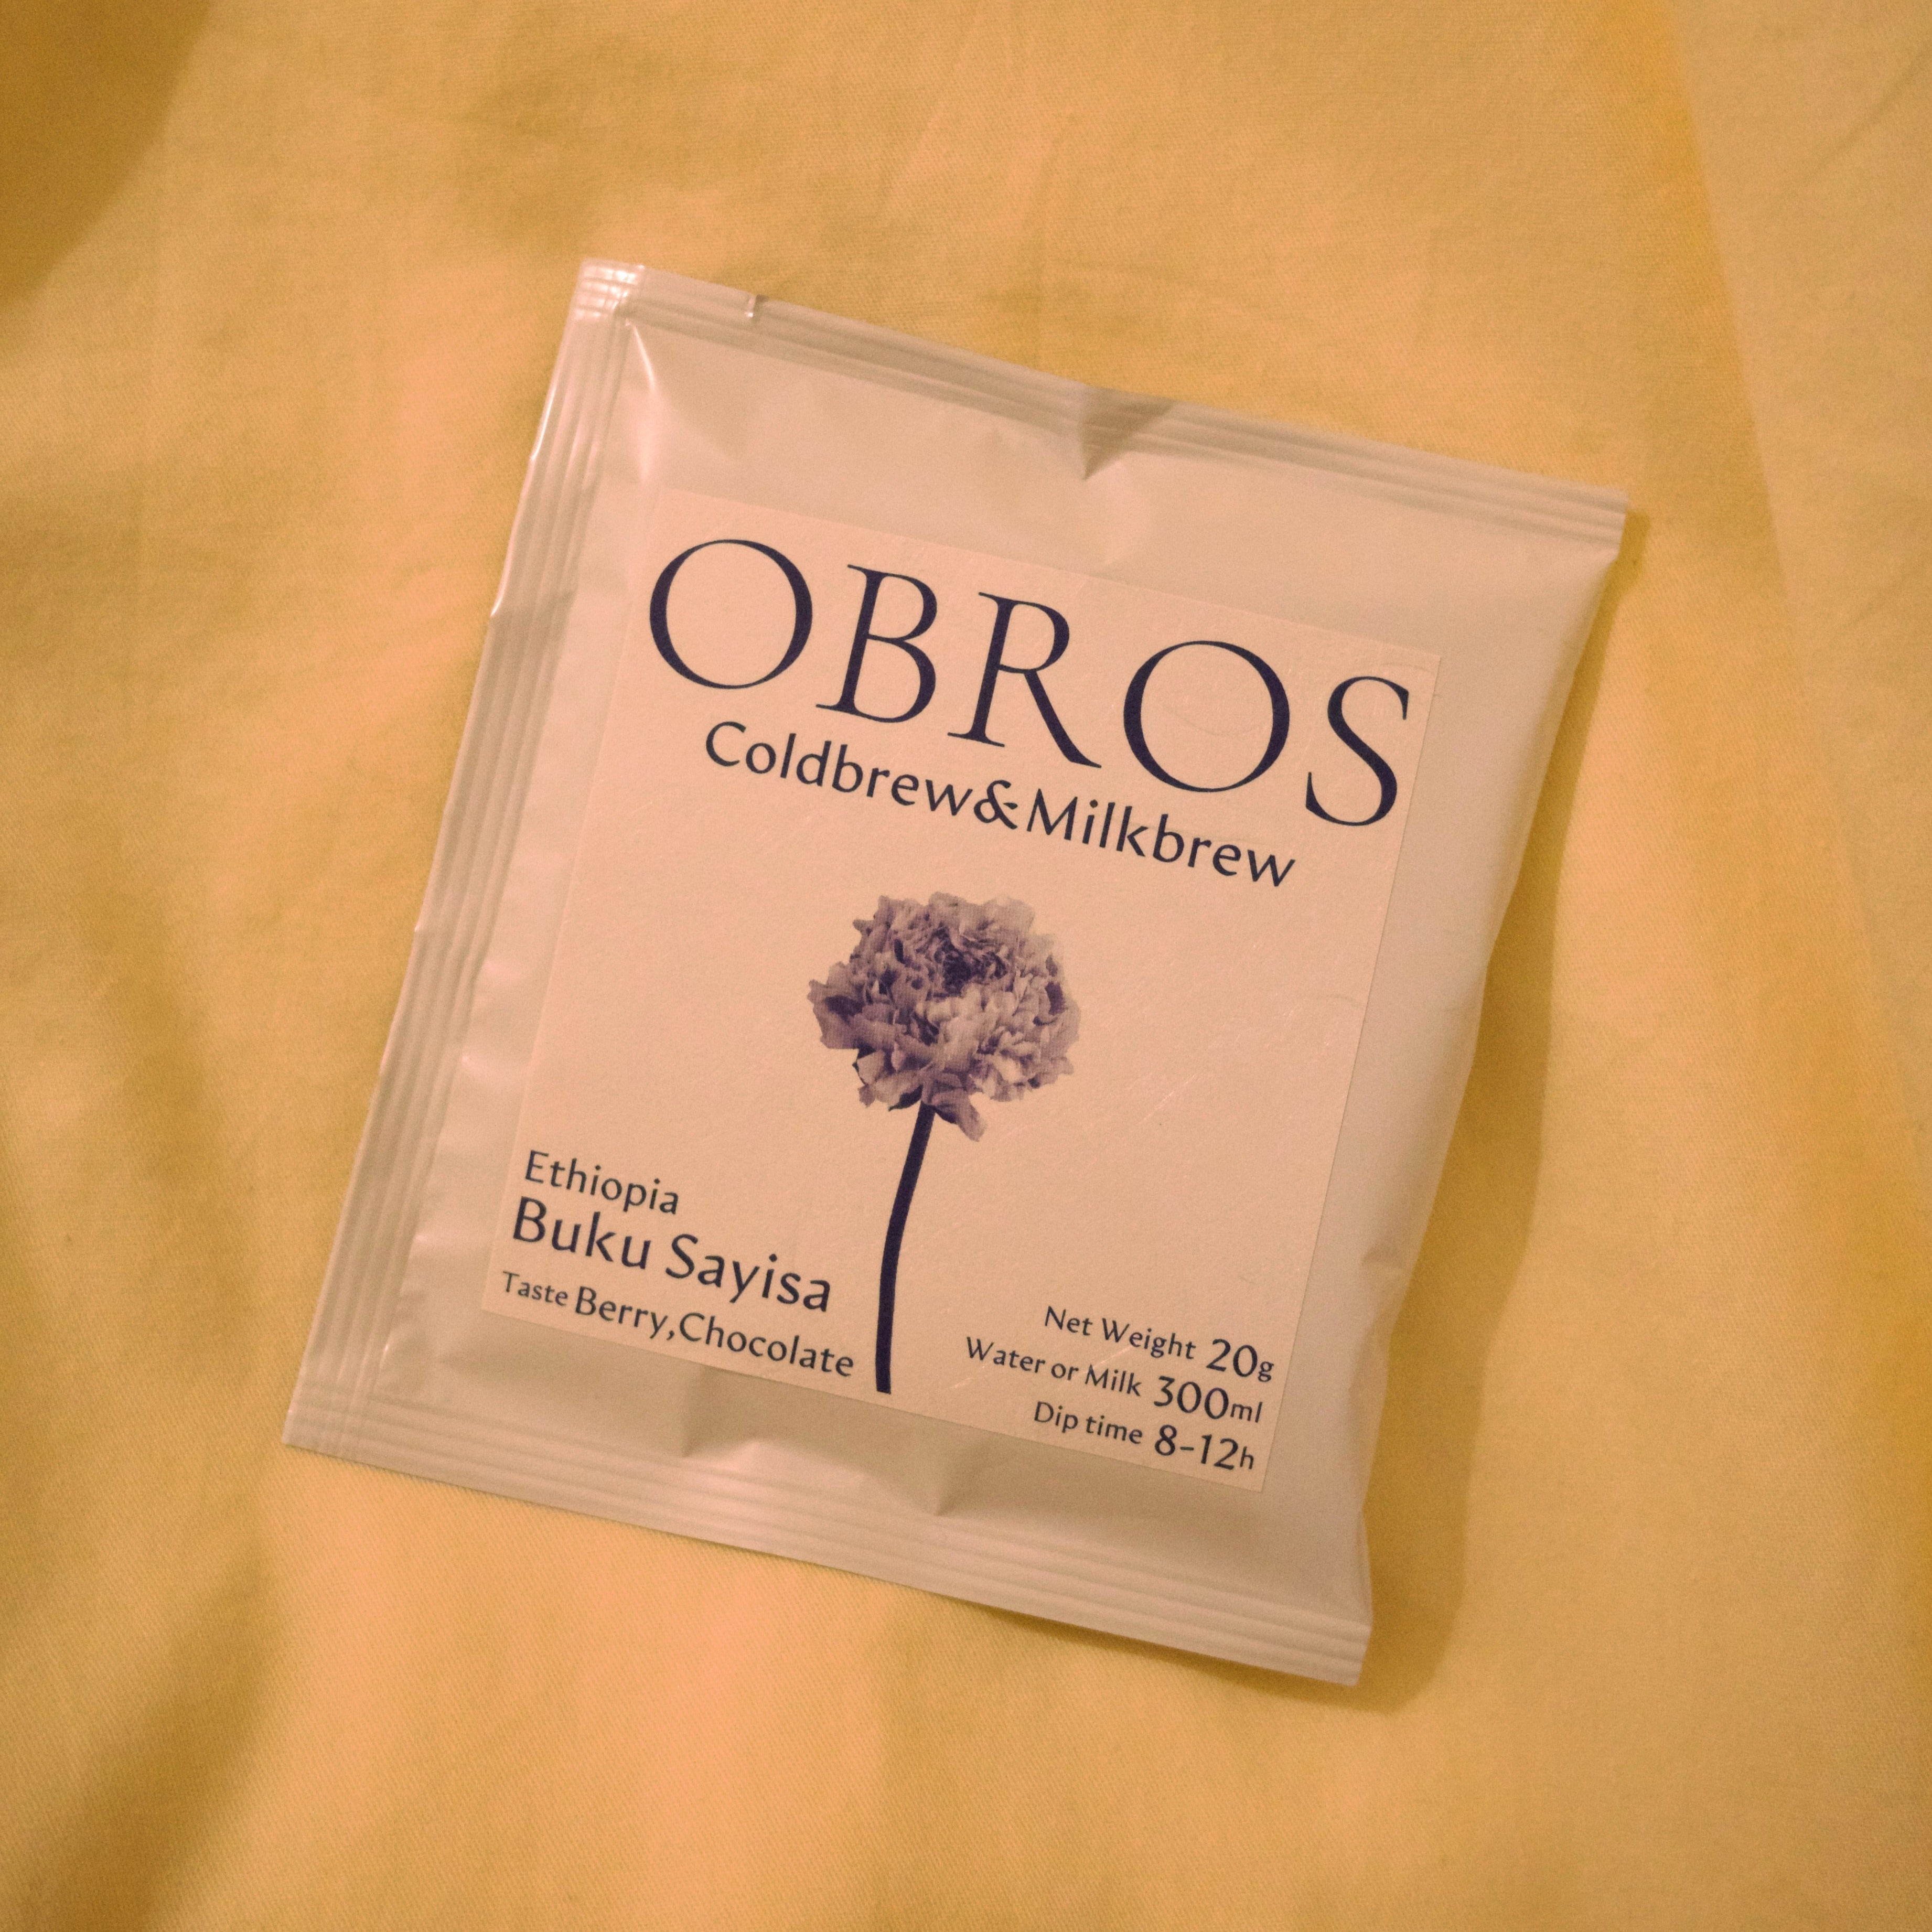 OBROS
Coldbrew&Milkbrew
Ethiopia
Buku Sayisa
Taste Berry,Chocolate
Net Weight 20g
Water or Milk 300ml
Dip time 8-12h